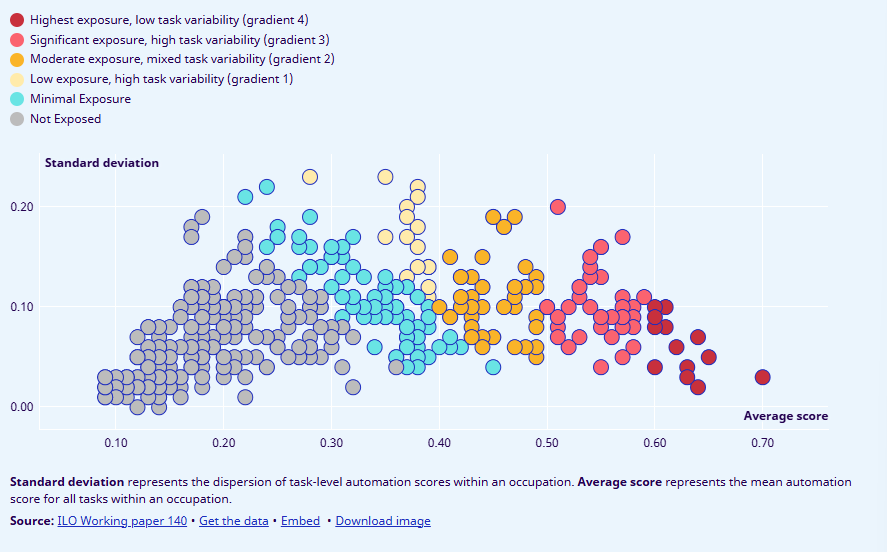 Highest exposure, low task variability (gradient 4)
Significant exposure, high task variability (gradient 3)
Moderate exposure, mixed task variability (gradient 2)
Low exposure, high task variability (gradient 1)
Minimal Exposure
Not Exposed
Standard deviation
0.20
0.10
0.00
Average score
0.10 0.20 0.30 0.40 0.50 0.60 0.70
Standard deviation represents the dispersion of task-level automation scores within an occupation. Average score represents the mean automation
score for all tasks within an occupation.
Source: ILO Working paper 140 • Get the data • Embed • Download image